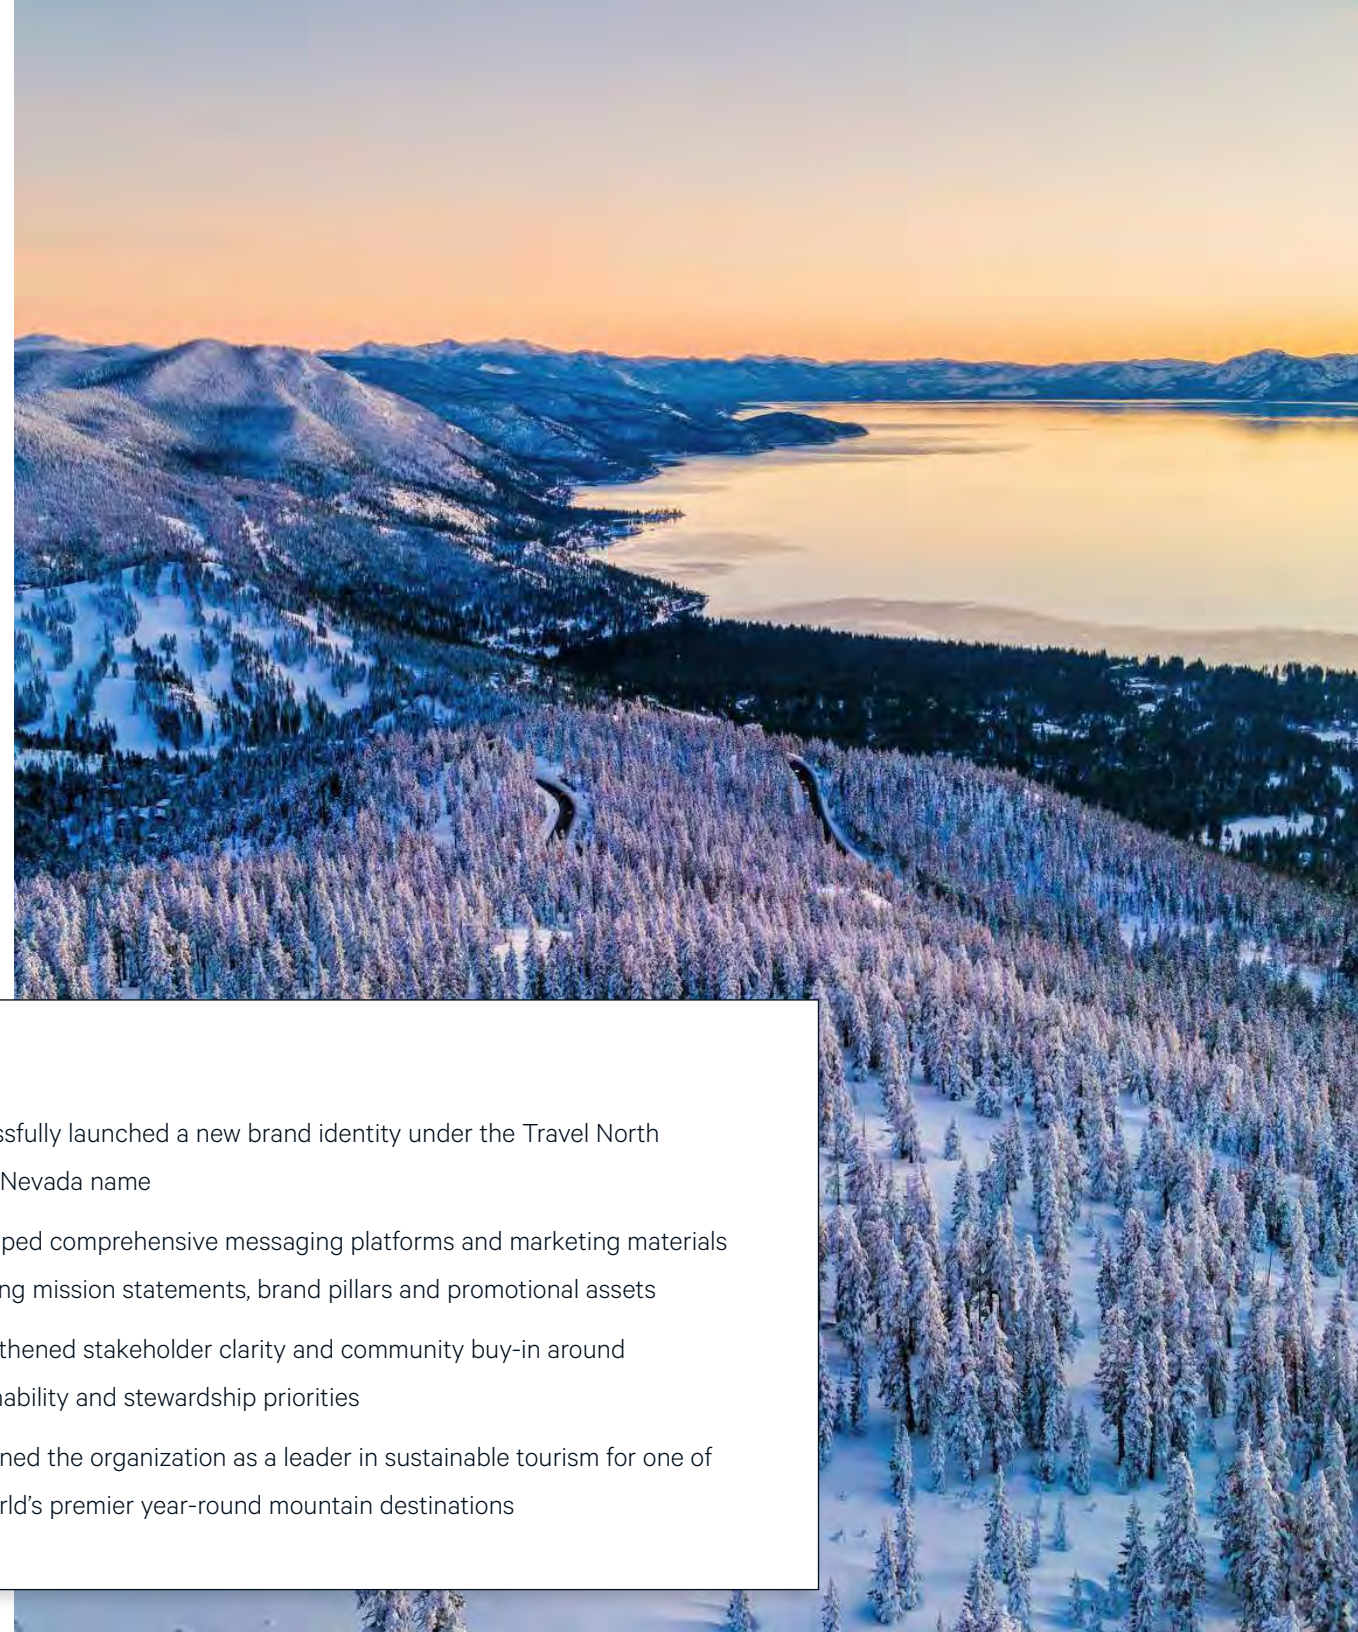 ssfully launched a new brand identity under the Travel North
Nevada name
ped comprehensive messaging platforms and marketing materials
ng mission statements, brand pillars and promotional assets
thened stakeholder clarity and community buy-in around
nability and stewardship priorities
ned the organization as a leader in sustainable tourism for one of
rld’s premier year-round mountain destinations